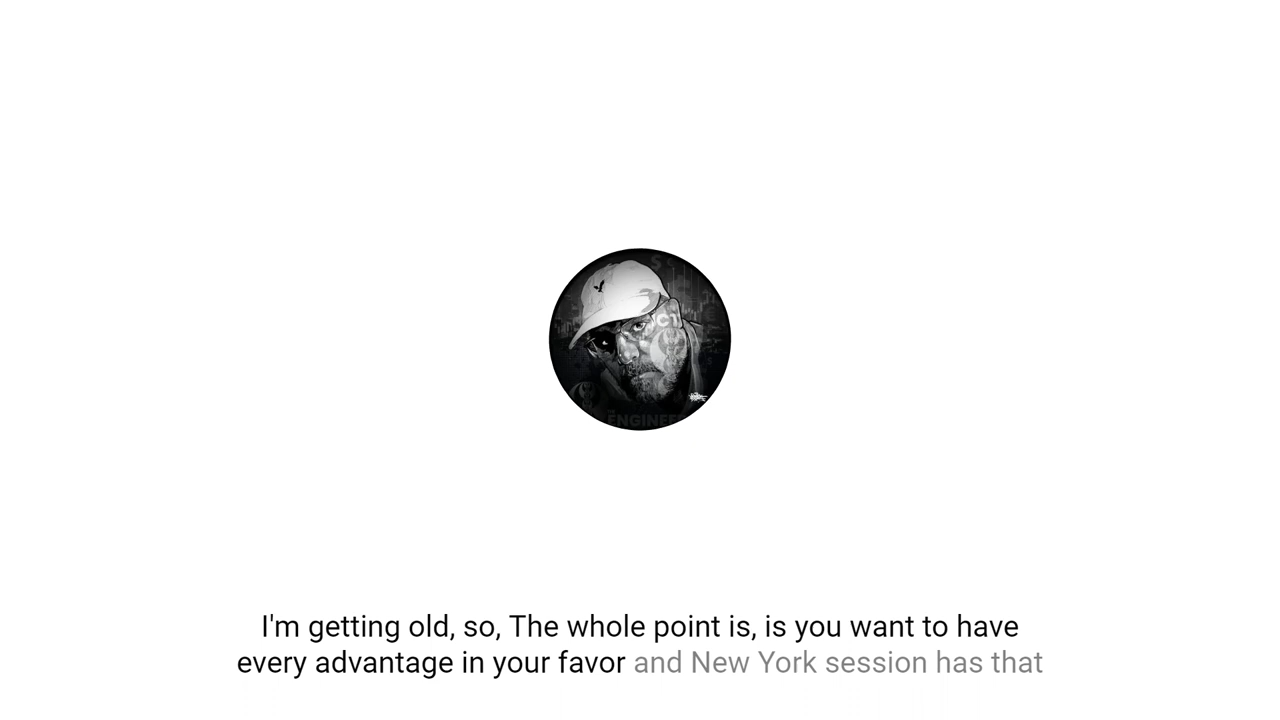 ENGINEE
I'm getting old, so, The whole point is, is you want to have
every advantage in your favor and New York session has that